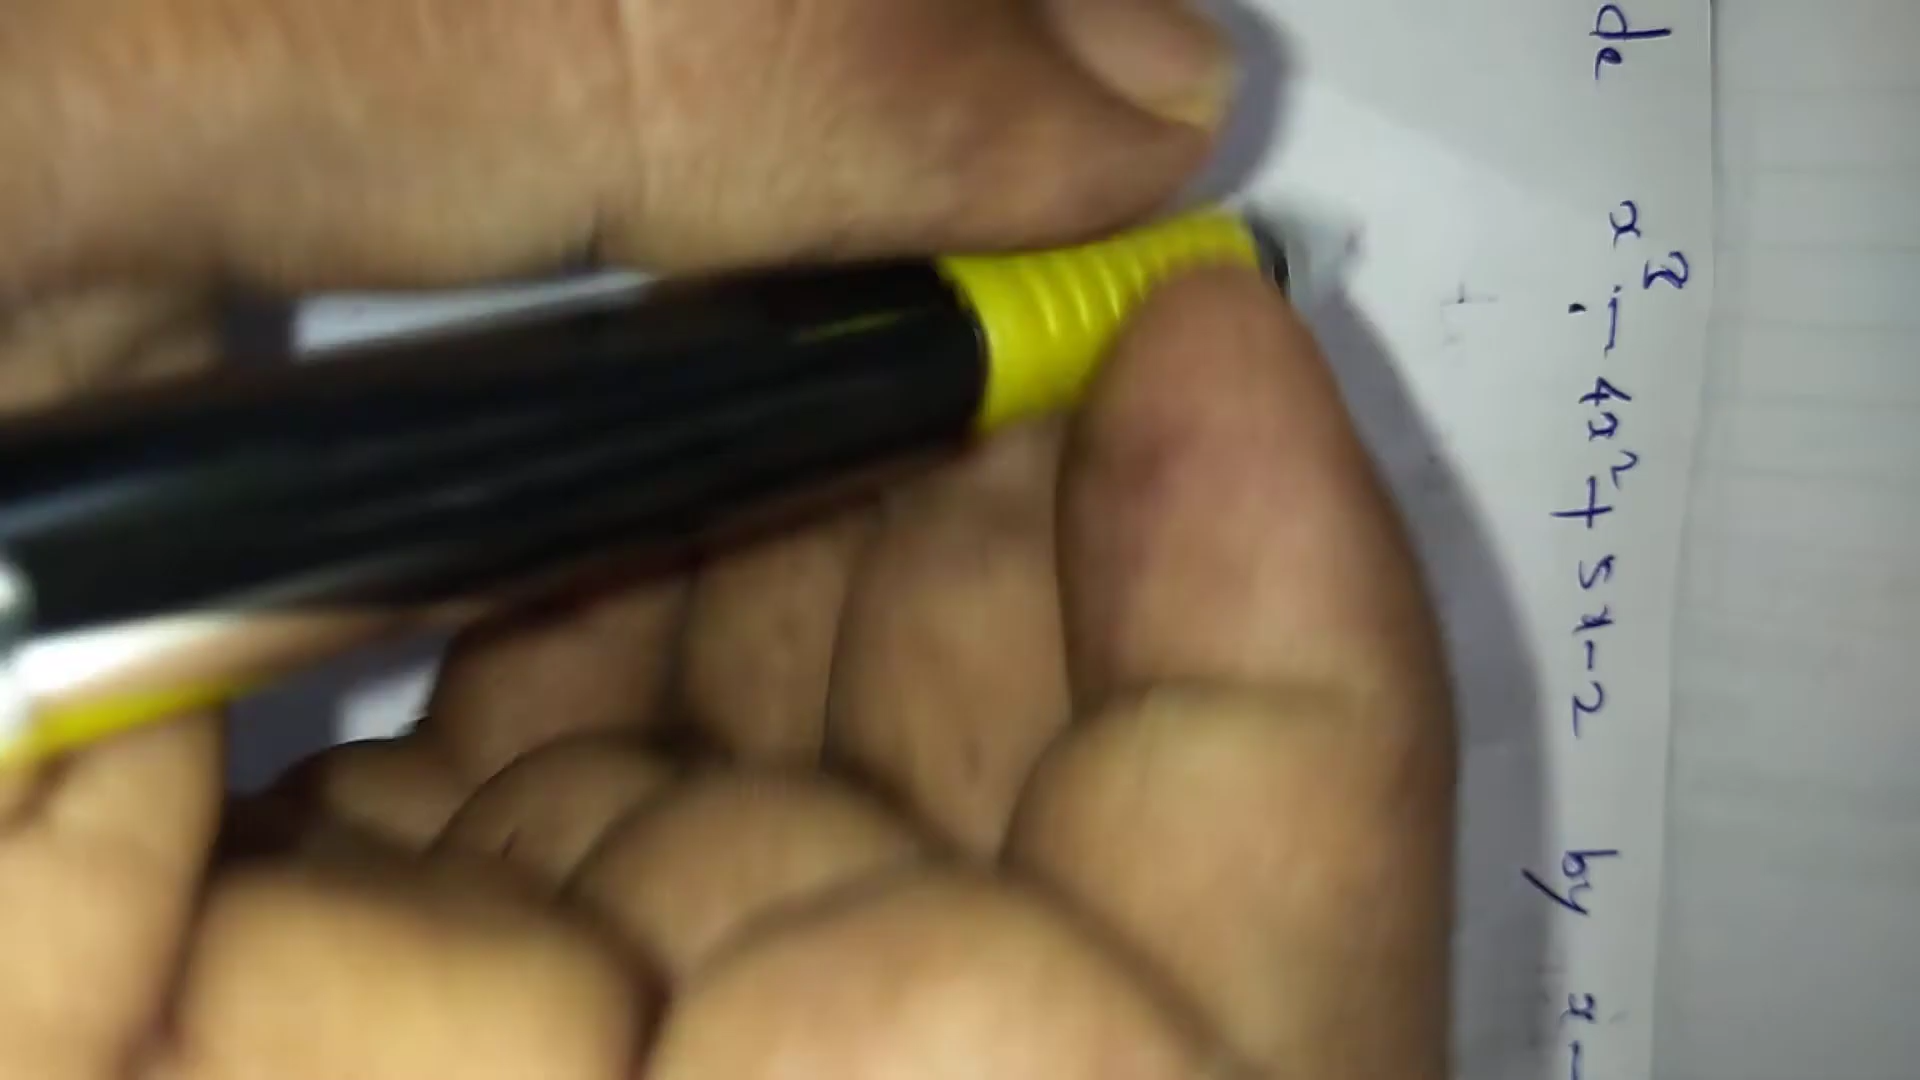 de x³ - 4x² + 5x - 2 by x -